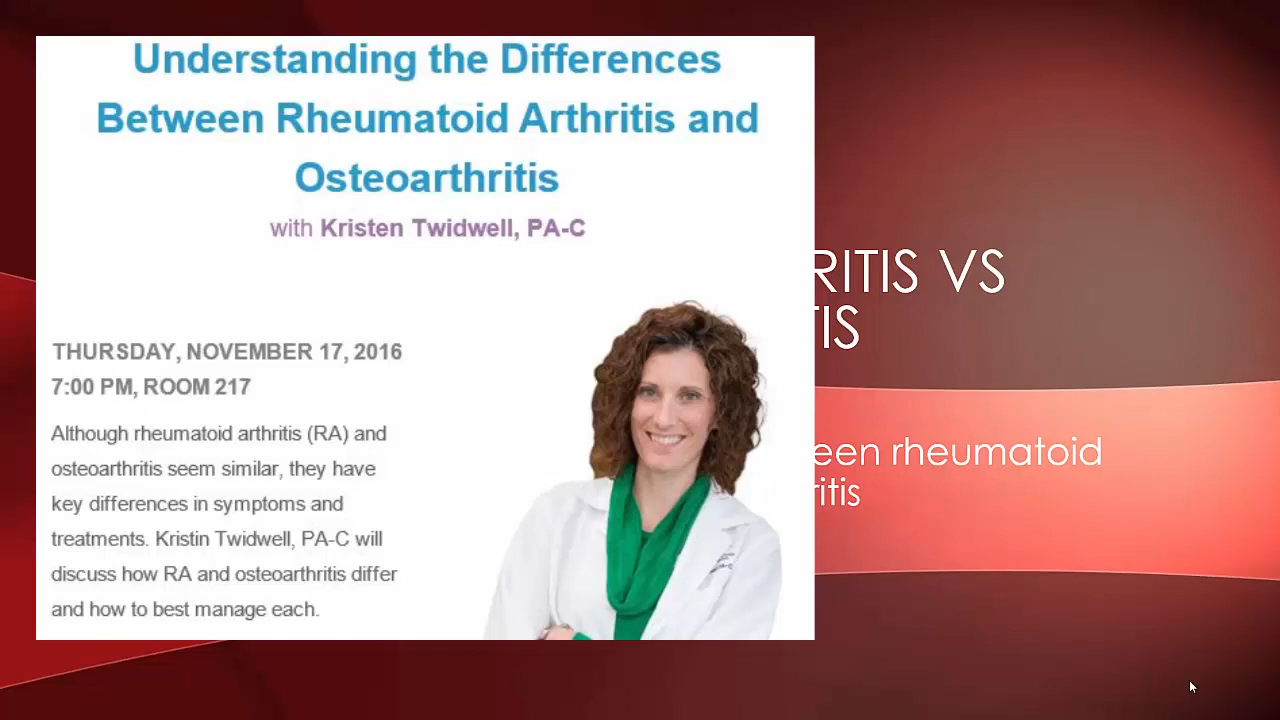 Understanding the Differences
Between Rheumatoid Arthritis and
Osteoarthritis
with Kristen Twidwell, PA-C
THURSDAY, NOVEMBER 17, 2016
7:00 PM, ROOM 217
Although rheumatoid arthritis (RA) and
osteoarthritis seem similar, they have
key differences in symptoms and
treatments. Kristin Twidwell, PA-C will
discuss how RA and osteoarthritis differ
and how to best manage each.
RITIS VS
TIS
een rheumatoid
ritis